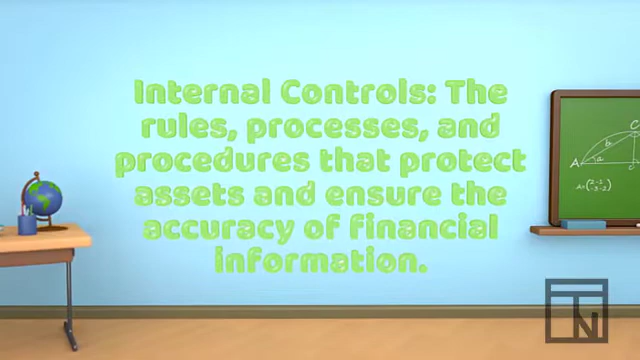 Internal Controls: The
rules, processes, and
procedures that protect
assets and ensure the
accuracy of financial
information.
C
b
A
a
D